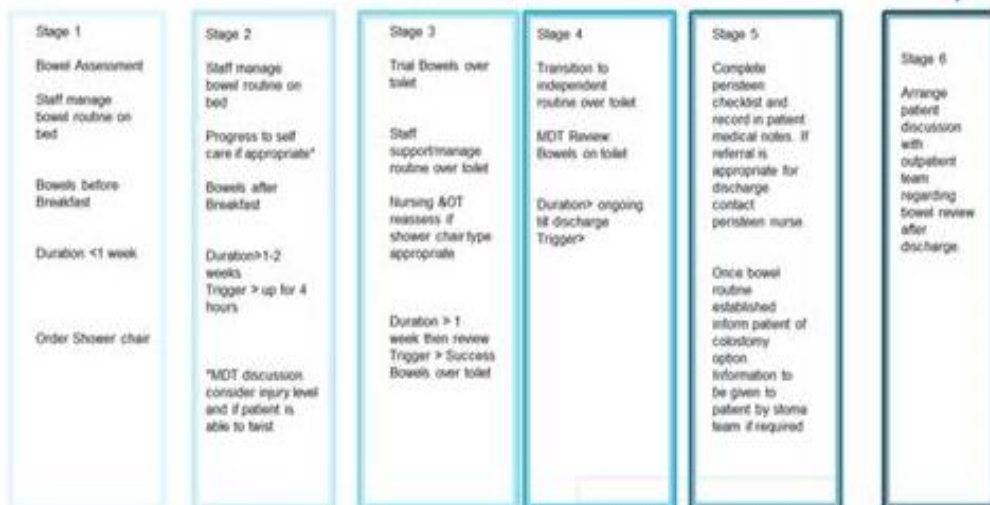 Stage 1
Bowel Assessment
Staff manage
bowel routine on
bed
Bowels before
Breakfast
Duration <1 week
Order Shower chair
Stage 2
Staff manage
bowel routine on
bed
Progress to self
care if appropriate*
Bowels after
Breakfast
Duration>1-2
weeks
Trigger > up for 4
hours
*MDT discussion
consider injury level
and if patient is
able to twist
Stage 3
Trial Bowels over
toilet
Staff
support/manage
routine over toilet
Nursing &OT
reassess if
shower chair type
appropriate
Duration > 1
week then review
Trigger > Success
Bowels over toilet
Stage 4
Transition to
independent
routine over toilet
MDT Review
Bowels on toilet
Duration> ongoing
till discharge
Trigger>
Stage 5
Complete
peristeen
checklist and
record in patient
medical notes. If
referral is
appropriate for
discharge
contact
peristeen nurse
Once bowel
routine
established
inform patient of
colostomy
option
Information to
be given to
patient by stoma
team if required
Stage 6
Arrange
patient
discussion
with
outpatient
team
regarding
bowel review
after
discharge